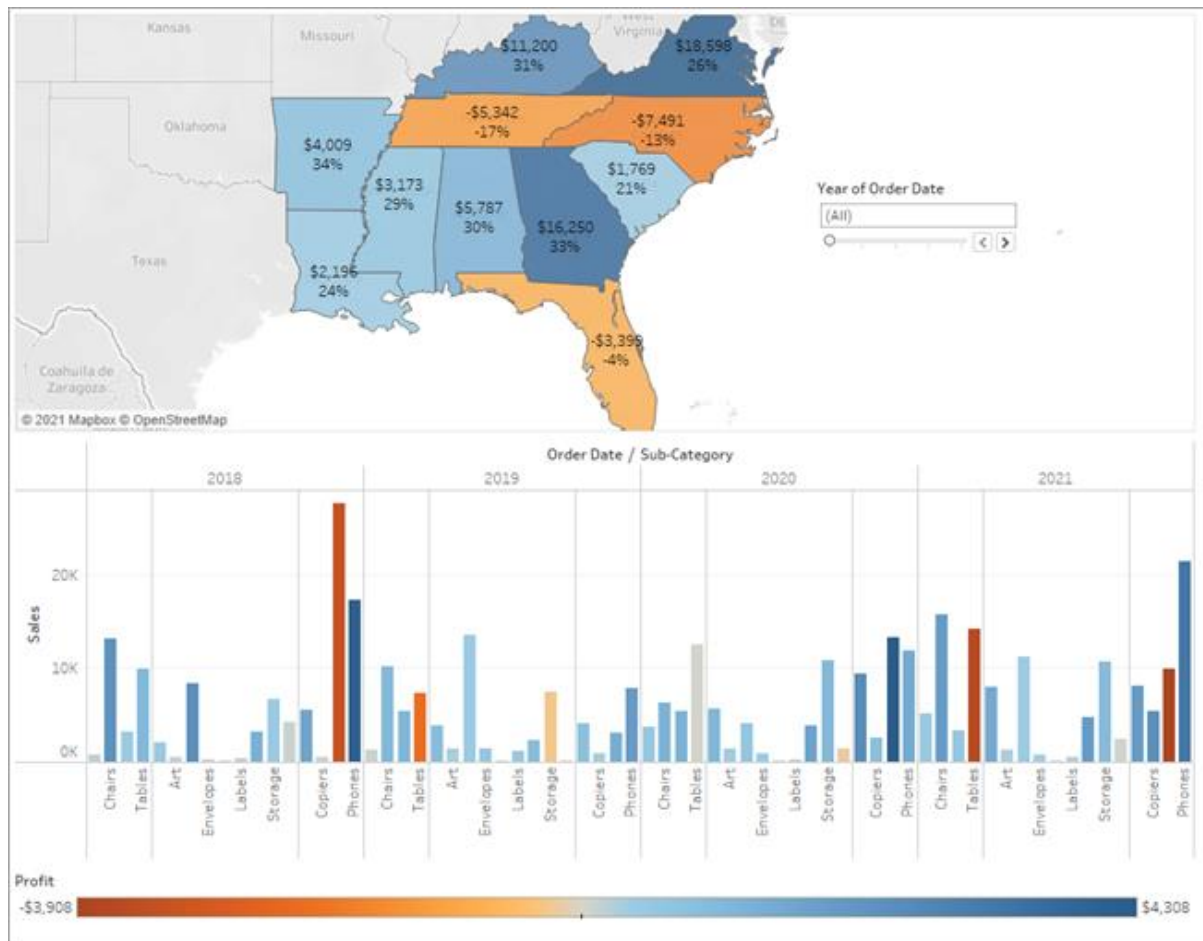 Kansas
Missouri
West
Virginia
DE
$11,200
31%
$18,598
26%
Oklahoma
-$5,342
-17%
-$7,491
-13%
$4,009
34%
$3,173
29%
$5,787
30%
$1,769
21%
$16,250
33%
Texas
$2,196
24%
-$3,399
-4%
Coahuila de
Zaragoza
© 2021 Mapbox © OpenStreetMap
Year of Order Date
(All)
Order Date / Sub-Category
2018 2019 2020 2021
Sales
20K
10K
0K
Chairs Tables Art Envelopes Labels Storage Copiers Phones Chairs Tables Art Envelopes Labels Storage Copiers Phones Chairs Tables Art Envelopes Labels Storage Copiers Phones Chairs Tables Art Envelopes Labels Storage Copiers Phones
Profit
-$3,908 $4,308